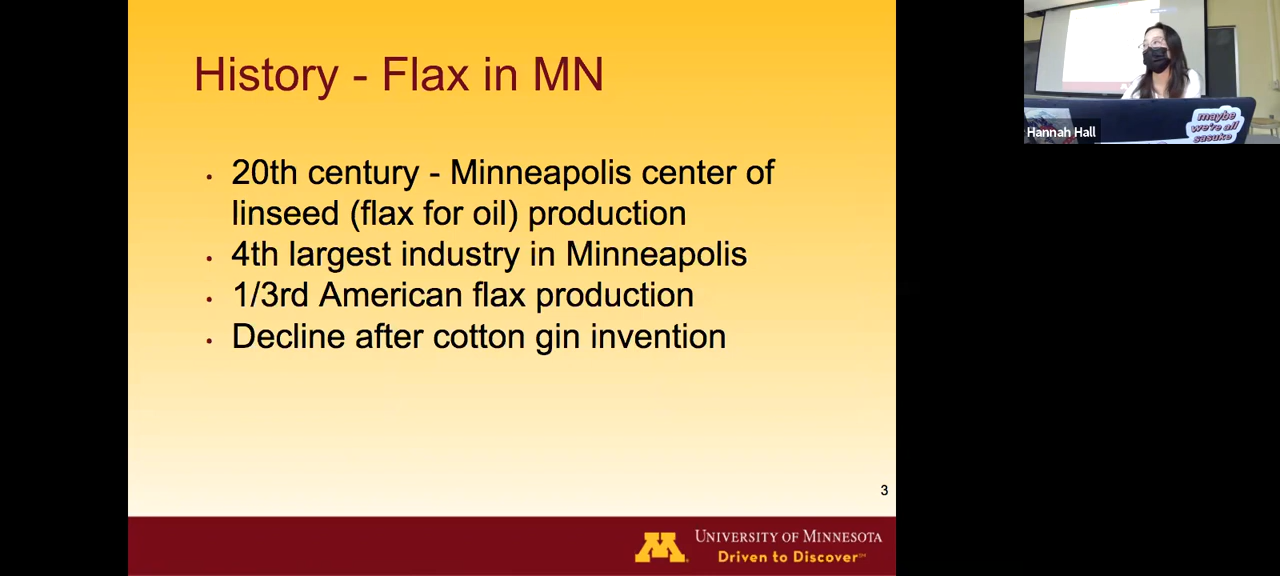 History - Flax in MN
• 20th century - Minneapolis center of
linseed (flax for oil) production
• 4th largest industry in Minneapolis
• 1/3rd American flax production
• Decline after cotton gin invention
3
M
UNIVERSITY OF MINNESOTA
Driven to Discover℠
Hannah Hall
maybe
we're all
sasuke